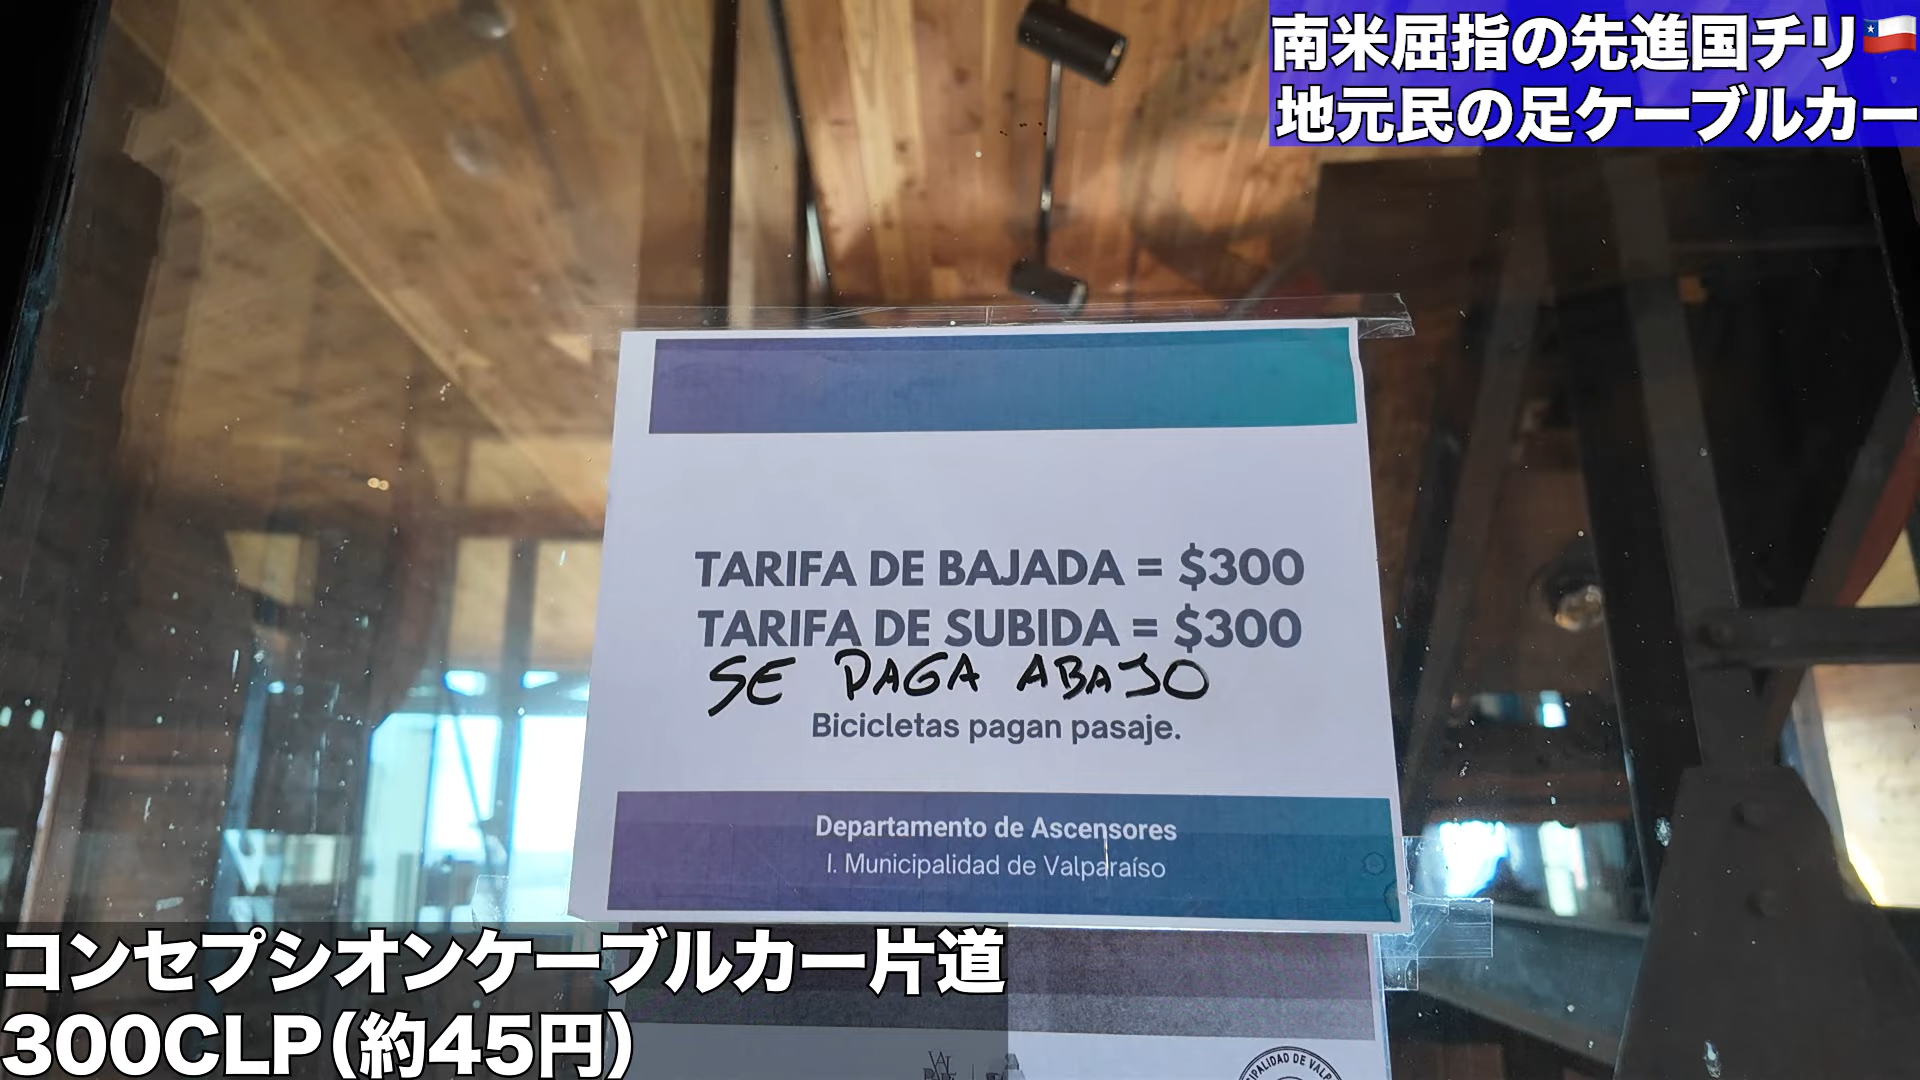 南米屈指の先進国チリ🇨🇱
地元民の足ケーブルカー
TARIFA DE BAJADA = $300
TARIFA DE SUBIDA = $300
SE PAGA ABAJO
Bicicletas pagan pasaje.
Departamento de Ascensores
I. Municipalidad de Valparaíso
コンセプシオンケーブルカー片道
300CLP(約45円)